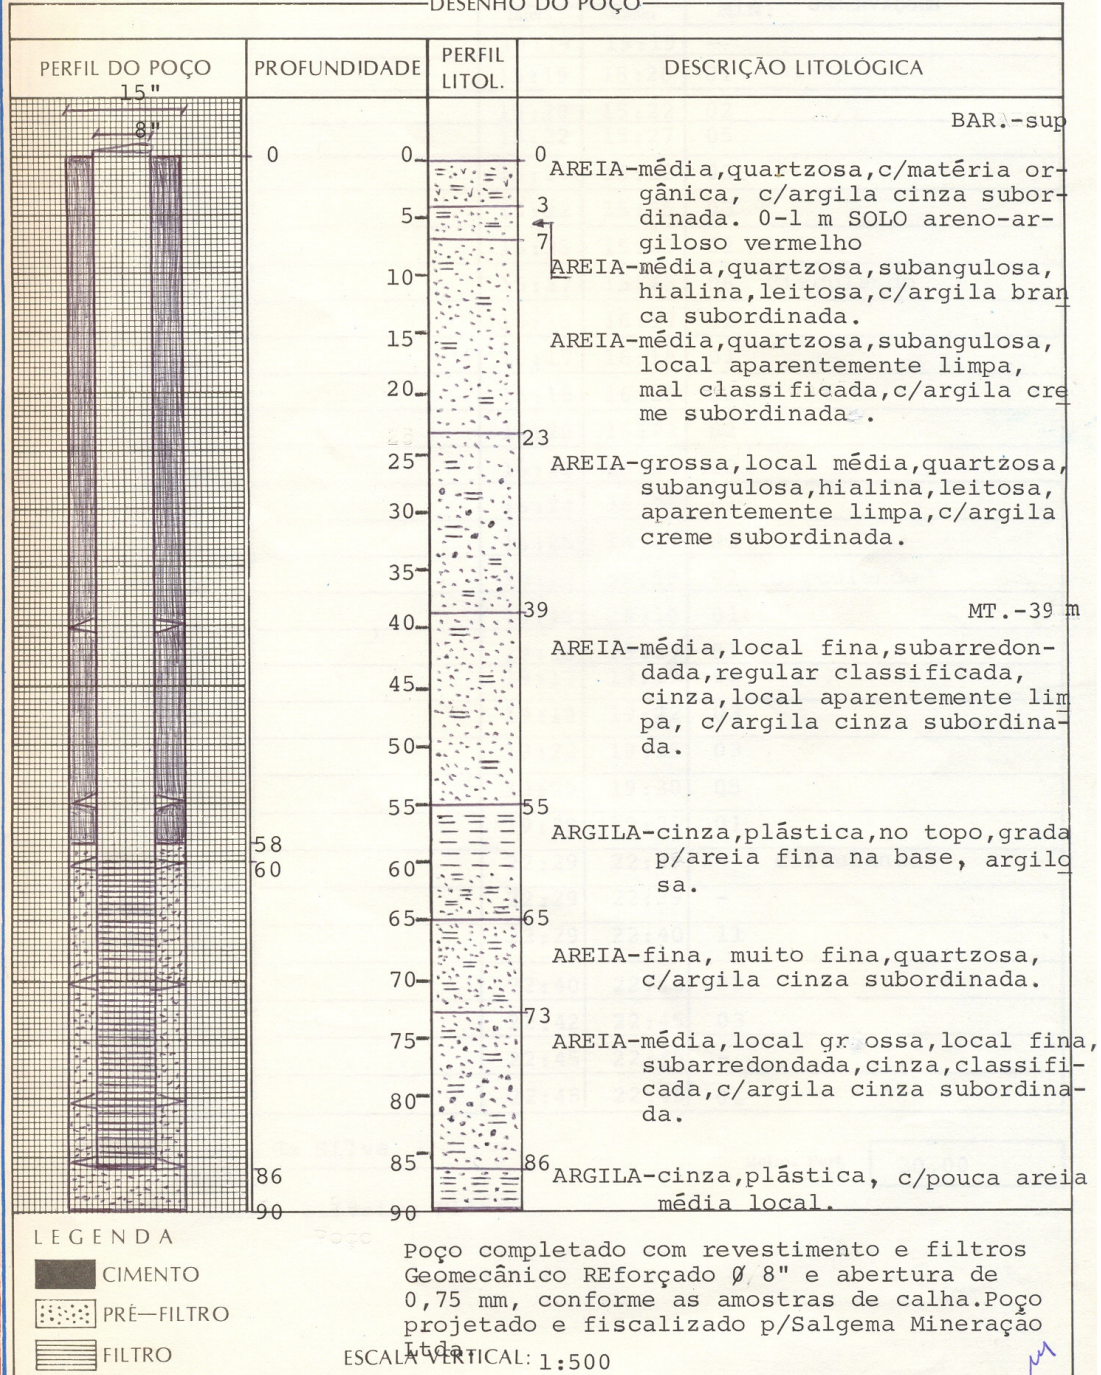 DESENHO DO POÇO
PERFIL DO POÇO
PROFUNDIDADE
PERFIL
LITOL.
DESCRIÇÃO LITOLÓGICA
15"
8"
BAR.-sup
0
0
0
AREIA-média,quartzosa,c/matéria or-
gânica, c/argila cinza subor-
3
5
dinada. 0-1 m SOLO areno-ar-
7
giloso vermelho
10
AREIA-média,quartzosa,subangulosa,
hialina,leitosa,c/argila bran
ca subordinada.
15
AREIA-média,quartzosa,subangulosa,
local aparentemente limpa,
20
mal classificada,c/argila cre
me subordinada .
23
25
AREIA-grossa,local média,quartzosa,
subangulosa,hialina,leitosa,
30
aparentemente limpa,c/argila
creme subordinada.
35
39
MT.-39 m
40
AREIA-média,local fina,subarredon-
dada,regular classificada,
45
cinza,local aparentemente lim
pa, c/argila cinza subordina-
50
da.
55
55
58
ARGILA-cinza,plástica,no topo,grada
60
60
p/areia fina na base, argilo
sa.
65
65
AREIA-fina, muito fina,quartzosa,
70
c/argila cinza subordinada.
73
75
AREIA-média,local gr ossa,local fina,
subarredondada,cinza,classifi-
80
cada,c/argila cinza subordina-
da.
85
86
86
ARGILA-cinza,plástica, c/pouca areia
média local.
90
90
LEGENDA
CIMENTO
PRÉ-FILTRO
FILTRO
Poço completado com revestimento e filtros
Geomecânico REforçado Ø 8" e abertura de
0,75 mm, conforme as amostras de calha.Poço
projetado e fiscalizado p/Salgema Mineração
Ltda.
ESCALA VERTICAL: 1:500